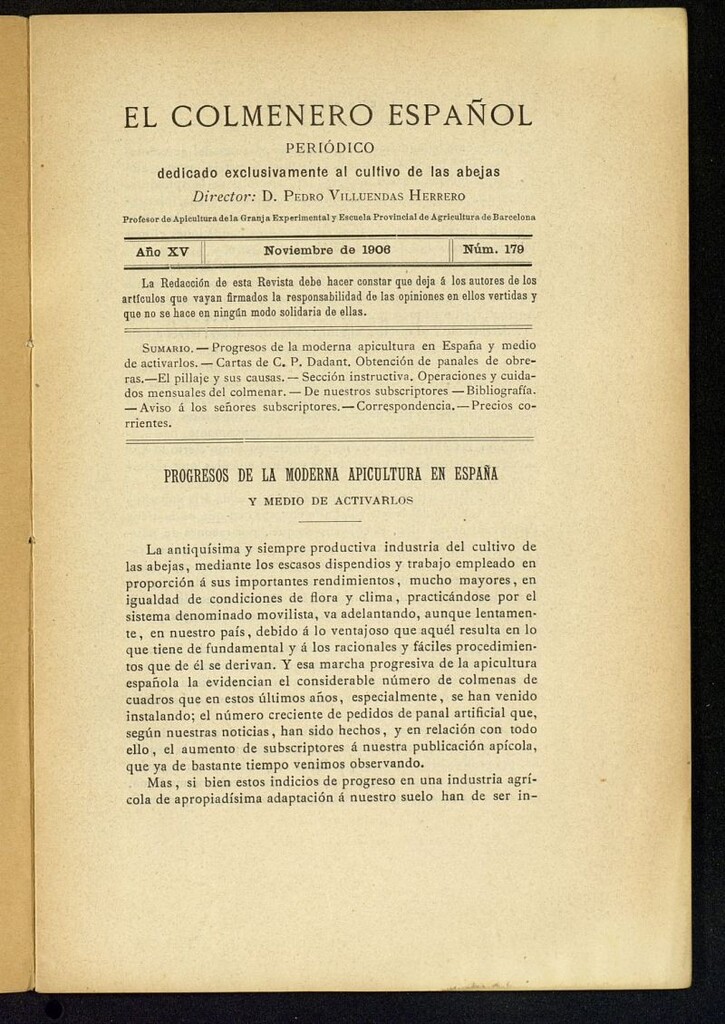 EL COLMENERO ESPAÑOL
PERIÓDICO
dedicado exclusivamente al cultivo de las abejas
Director: D. PEDRO VILLUENDAS HERRERO
Profesor de Apicultura de la Granja Experimental y Escuela Provincial de Agricultura de Barcelona
Año XV Noviembre de 1906 Núm. 179
La Redacción de esta Revista debe hacer constar que deja á los autores de los
artículos que vayan firmados la responsabilidad de las opiniones en ellos vertidas y
que no se hace en ningún modo solidaria de ellas.
SUMARIO. — Progresos de la moderna apicultura en España y medio
de activarlos. — Cartas de C. P. Dadant. Obtención de panales de obre-
ras.—El pillaje y sus causas. — Sección instructiva. Operaciones y cuida-
dos mensuales del colmenar. — De nuestros subscriptores — Bibliografía.
— Aviso á los señores subscriptores. — Correspondencia. — Precios co-
rrientes.
PROGRESOS DE LA MODERNA APICULTURA EN ESPAÑA
Y MEDIO DE ACTIVARLOS
La antiquísima y siempre productiva industria del cultivo de
las abejas, mediante los escasos dispendios y trabajo empleado en
proporción á sus importantes rendimientos, mucho mayores, en
igualdad de condiciones de flora y clima, practicándose por el
sistema denominado movilista, va adelantando, aunque lentamen-
te, en nuestro país, debido á lo ventajoso que aquél resulta en lo
que tiene de fundamental y á los racionales y fáciles procedimien-
tos que de él se derivan. Y esa marcha progresiva de la apicultura
española la evidencian el considerable número de colmenas de
cuadros que en estos últimos años, especialmente, se han venido
instalando; el número creciente de pedidos de panal artificial que,
según nuestras noticias, han sido hechos, y en relación con todo
ello, el aumento de subscriptores á nuestra publicación apícola,
que ya de bastante tiempo venimos observando.
Mas, si bien estos indicios de progreso en una industria agrí-
cola de apropiadísima adaptación á nuestro suelo han de ser in-